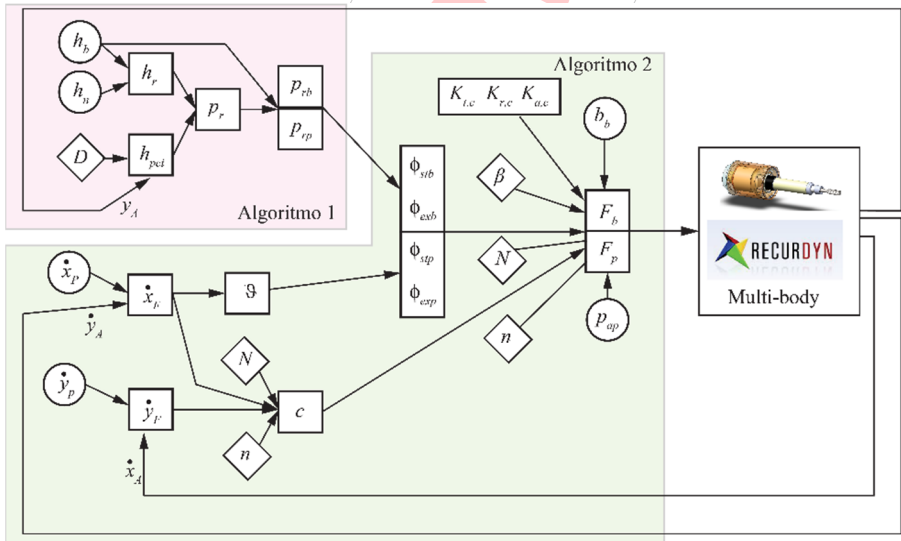 h_b
h_n
h_r
p_r
p_rb
p_rp
D
h_pci
y_A
Algoritmo 1
Algoritmo 2
K_t.c K_r.c K_a.c
b_b
β
ϕ_stb
ϕ_exb
ϕ_stp
ϕ_exp
F_b
F_p
N
n
p_ap
RECURDYN
Multi-body
ẋ_P
ẋ_F
ϑ
ẏ_A
ẏ_p
ẏ_F
N
c
n
ẋ_A